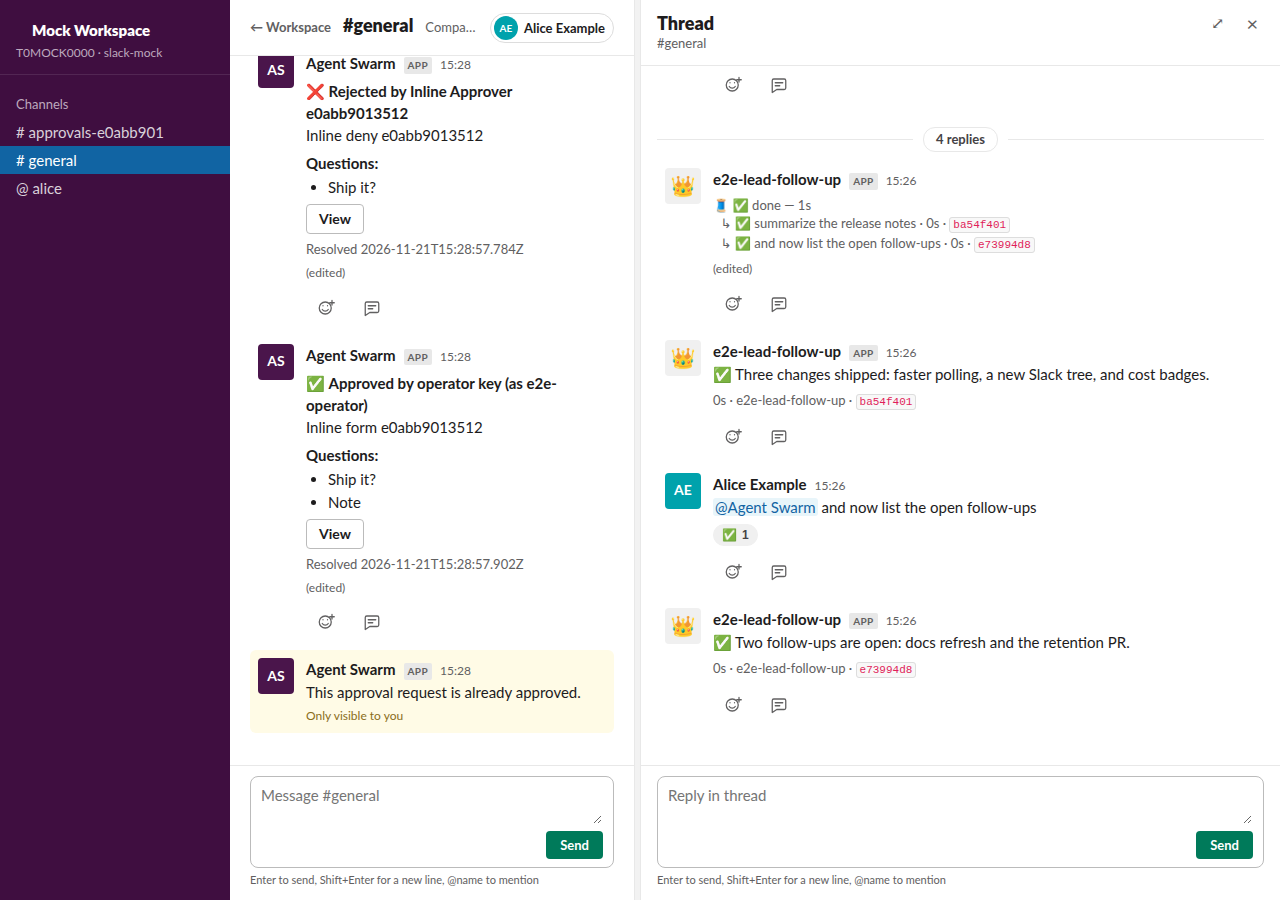 Mock Workspace
T0MOCK0000 · slack-mock
Channels
# approvals-e0abb901
# general
@ alice
← Workspace #general Compa... AE Alice Example
AS Agent Swarm APP 15:28
❌ Rejected by Inline Approver
e0abb9013512
Inline deny e0abb9013512
Questions:
• Ship it?
View
Resolved 2026-11-21T15:28:57.784Z
(edited)
AS Agent Swarm APP 15:28
✅ Approved by operator key (as e2e-
operator)
Inline form e0abb9013512
Questions:
• Ship it?
• Note
View
Resolved 2026-11-21T15:28:57.902Z
(edited)
AS Agent Swarm APP 15:28
This approval request is already approved.
Only visible to you
Message #general
Send
Enter to send, Shift+Enter for a new line, @name to mention
Thread
#general
4 replies
e2e-lead-follow-up APP 15:26
🧵 ✅ done — 1s
↳ ✅ summarize the release notes · 0s · ba54f401
↳ ✅ and now list the open follow-ups · 0s · e73994d8
(edited)
e2e-lead-follow-up APP 15:26
✅ Three changes shipped: faster polling, a new Slack tree, and cost badges.
0s · e2e-lead-follow-up · ba54f401
AE Alice Example 15:26
@Agent Swarm and now list the open follow-ups
✅ 1
e2e-lead-follow-up APP 15:26
✅ Two follow-ups are open: docs refresh and the retention PR.
0s · e2e-lead-follow-up · e73994d8
Reply in thread
Send
Enter to send, Shift+Enter for a new line, @name to mention